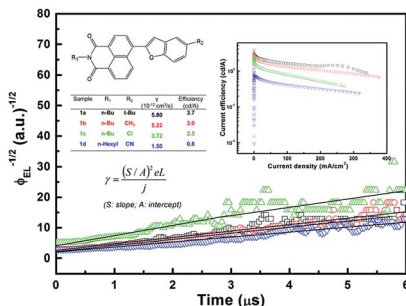 R₁
R₂
Sample R₁ R₂ γ (10⁻¹² cm³/s) Efficiency (cd/A)
1a n-Bu t-Bu 5.80 3.7
1b n-Bu CH₃ 5.22 3.0
1c n-Bu Cl 3.72 2.5
1d n-Hexyl CN 1.50 0.8
γ = (S / A)² eL / j
(S: slope; A: intercept)
Current efficiency (cd/A)
0 100 200 300 400
Current density (mA/cm²)
ϕEL^-1/2 (a.u.)^-1/2
80
70
60
50
40
30
20
10
0
0 1 2 3 4 5 6
Time (μs)